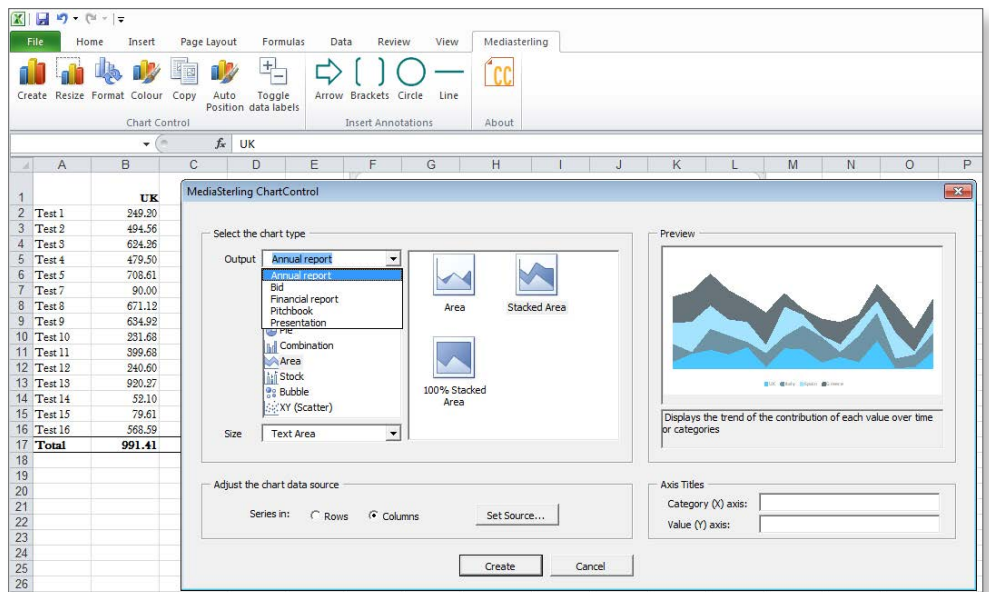 File Home Insert Page Layout Formulas Data Review View Mediasterling
Create Resize Format Colour Copy Auto Position Toggle data labels Arrow Brackets Circle Line CC
Chart Control Insert Annotations About
fx UK
A B C D E F G H I J K L M N O P
1 UK
2 Test 1 249.20
3 Test 2 494.56
4 Test 3 624.26
5 Test 4 479.50
6 Test 5 708.61
7 Test 7 90.00
8 Test 8 671.12
9 Test 9 634.92
10 Test 10 231.68
11 Test 11 399.68
12 Test 12 240.60
13 Test 13 920.27
14 Test 14 52.10
15 Test 15 79.61
16 Test 16 568.59
17 Total 991.41
18
19
20
21
22
23
24
25
26
MediaSterling ChartControl
Select the chart type
Output Annual report
Annual report
Bid
Financial report
Pitchbook
Presentation
Pie
Combination
Area
Stock
Bubble
XY (Scatter)
Size Text Area
Area Stacked Area
100% Stacked
Area
Preview
UK
Displays the trend of the contribution of each value over time
or categories
Adjust the chart data source
Series in: Rows Columns Set Source...
Axis Titles
Category (X) axis:
Value (Y) axis:
Create Cancel